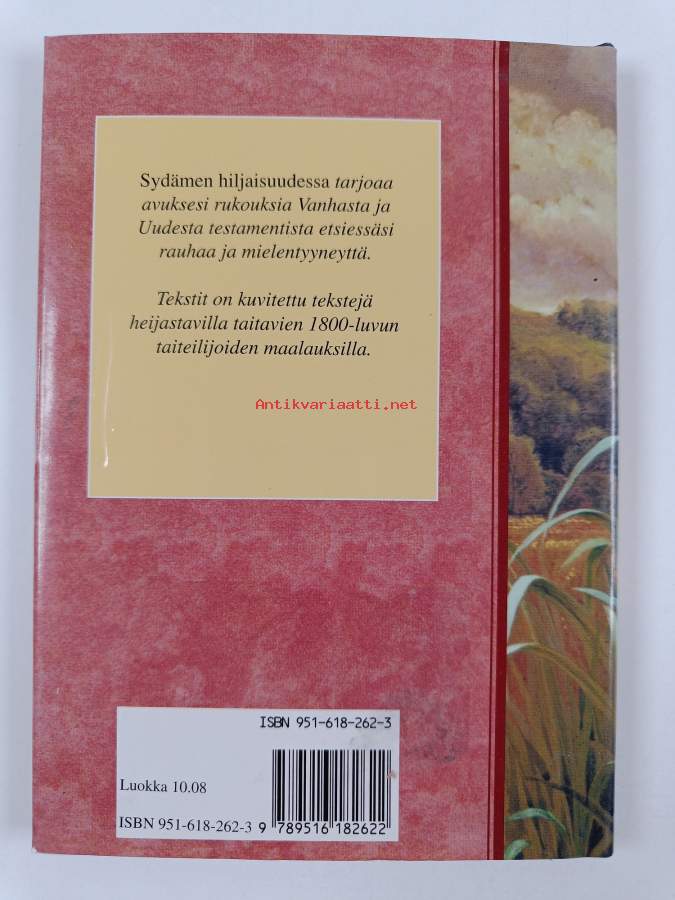 Sydämen hiljaisuudessa tarjoaa
avuksesi rukouksia Vanhasta ja
Uudesta testamentista etsiessäsi
rauhaa ja mielentyyneyttä.
Tekstit on kuvitettu tekstejä
heijastavilla taitavien 1800-luvun
taiteilijoiden maalauksilla.
Antikvariaatti.net
ISBN 951-618-262-3
Luokka 10.08
ISBN 951-618-262-3
9 789516 182622